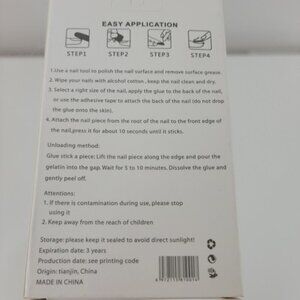 EASY APPLICATION
STEP1 STEP2 STEP3 STEP4
1.Use a nail tool to polish the nail surface and remove surface grease.
2.Wipe your nails with alcohol cotton , keep the nail clean and dry.
3.Select a right size of the nail, apply the glue to the back of the nail,
or use the adhesive tape to attach the back of the nail (do not drop
the glue onto the skin).
4.Attach the nail piece from the root of the nail to the front edge of
the nail,press it for about 10 seconds until it sticks.
Unloading method:
Glue stick a piece: Lift the nail piece along the edge and pour the
gelatin into the gap. Wait for 5 to 10 minutes. Dissolve the glue and
gently peel off.
Attentions:
1. If there is contamination during use, please stop
using it
2. Keep away from the reach of children
Storage: please keep it sealed to avoid direct sunlight!
Expiration date: 3 years
Production date: see printing code
Origin: tianjin, China
MADE IN CHINA